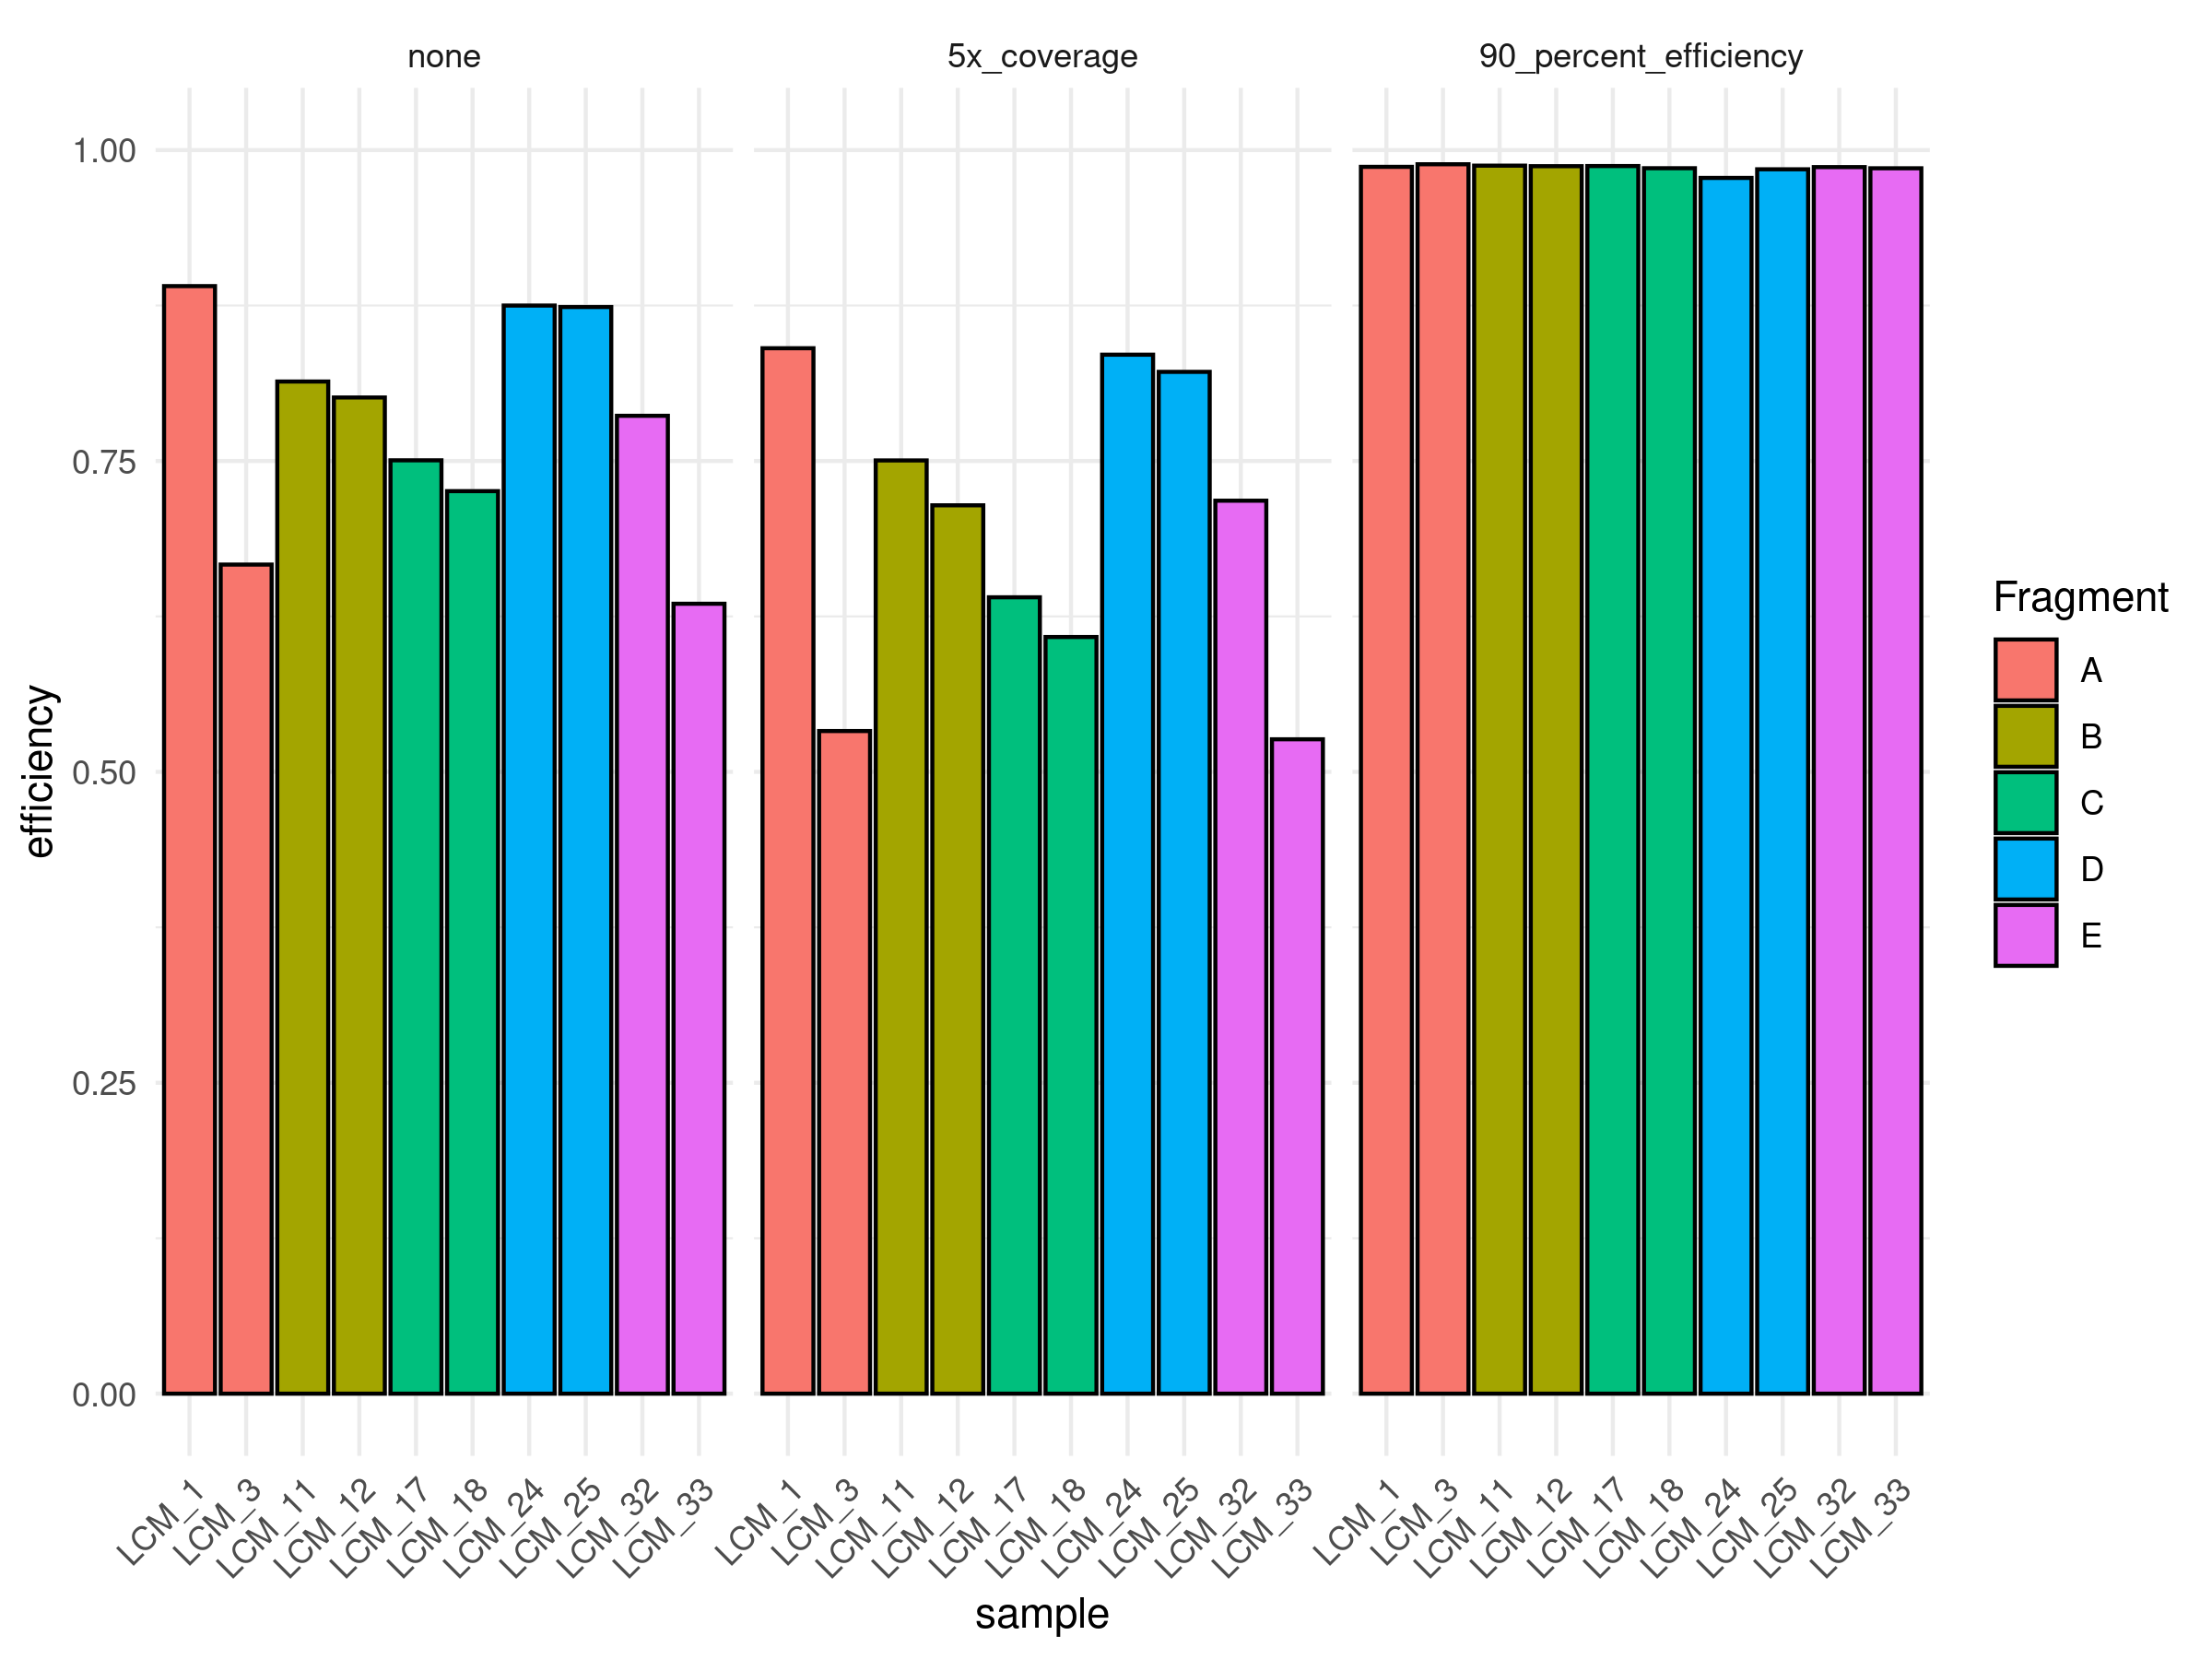 none 5x_coverage 90_percent_efficiency
1.00
0.75
0.50
0.25
0.00
efficiency
LCM_1 LCM_3 LCM_11 LCM_12 LCM_17 LCM_18 LCM_24 LCM_25 LCM_32 LCM_33 LCM_1 LCM_3 LCM_11 LCM_12 LCM_17 LCM_18 LCM_24 LCM_25 LCM_32 LCM_33 LCM_1 LCM_3 LCM_11 LCM_12 LCM_17 LCM_18 LCM_24 LCM_25 LCM_32 LCM_33
sample
Fragment
A
B
C
D
E